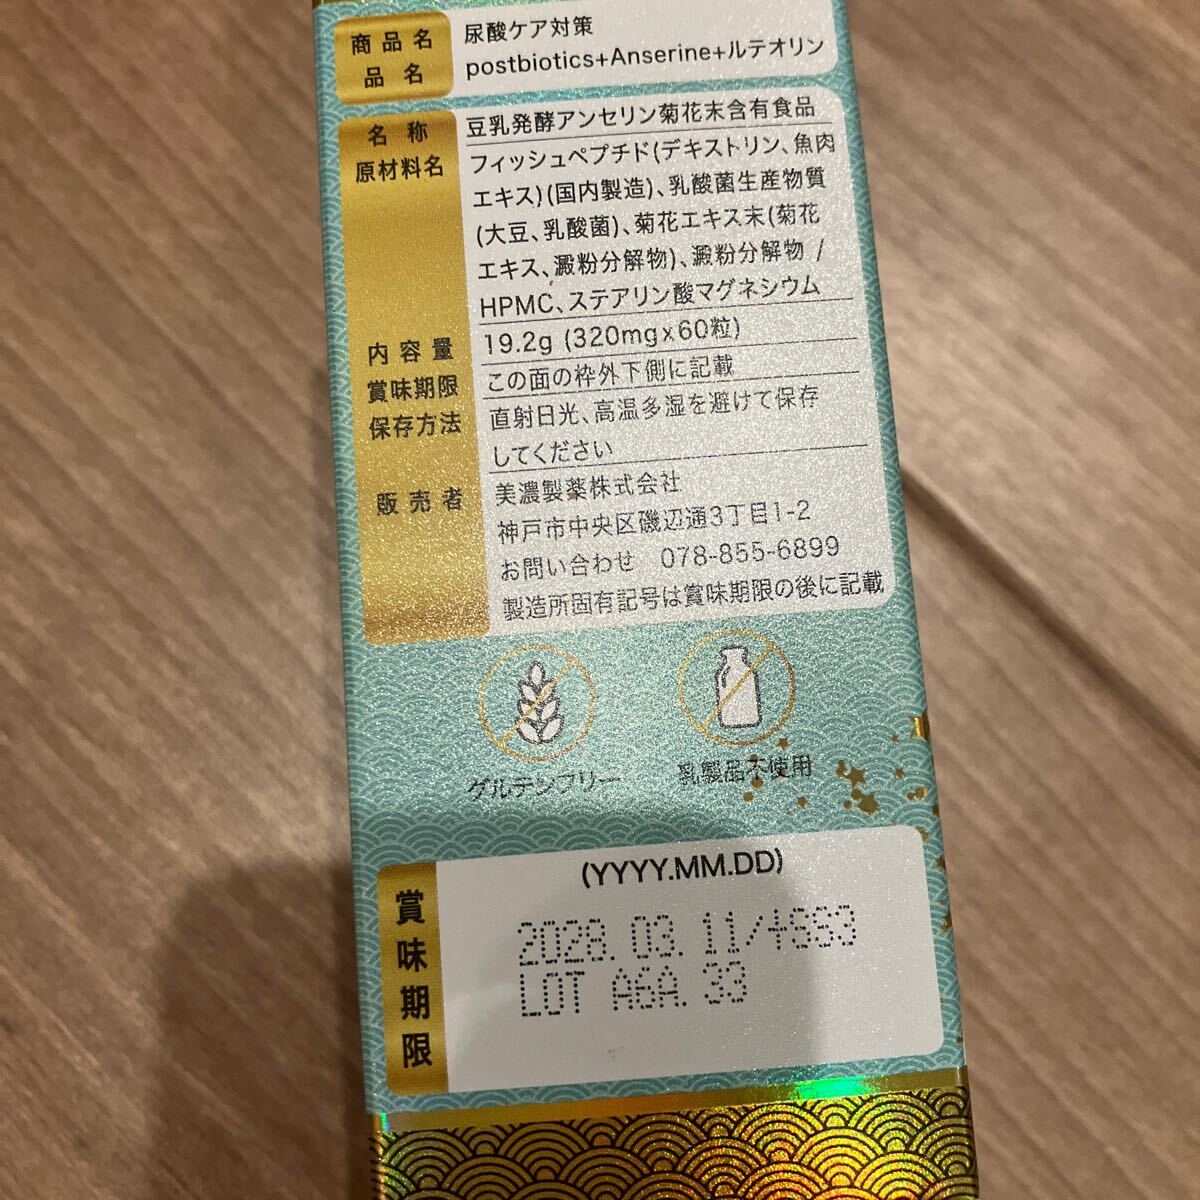 商品名 尿酸ケア対策
品名 postbiotics+Anserine+ルテオリン
名称 豆乳発酵アンセリン菊花末含有食品
原材料名 フィッシュペプチド(デキストリン、魚肉
エキス)(国内製造)、乳酸菌生産物質
(大豆、乳酸菌)、菊花エキス末(菊花
エキス、澱粉分解物)、澱粉分解物 /
HPMC、ステアリン酸マグネシウム
内容量 19.2g (320mg×60粒)
賞味期限 この面の枠外下側に記載
保存方法 直射日光、高温多湿を避けて保存
してください
販売者 美濃製薬株式会社
神戸市中央区磯辺通3丁目1-2
お問い合わせ 078-855-6899
製造所固有記号は賞味期限の後に記載
グルテンフリー 乳製品不使用
賞味期限
(YYYY.MM.DD)
2028.03.11/+9S3
LOT A6A.33